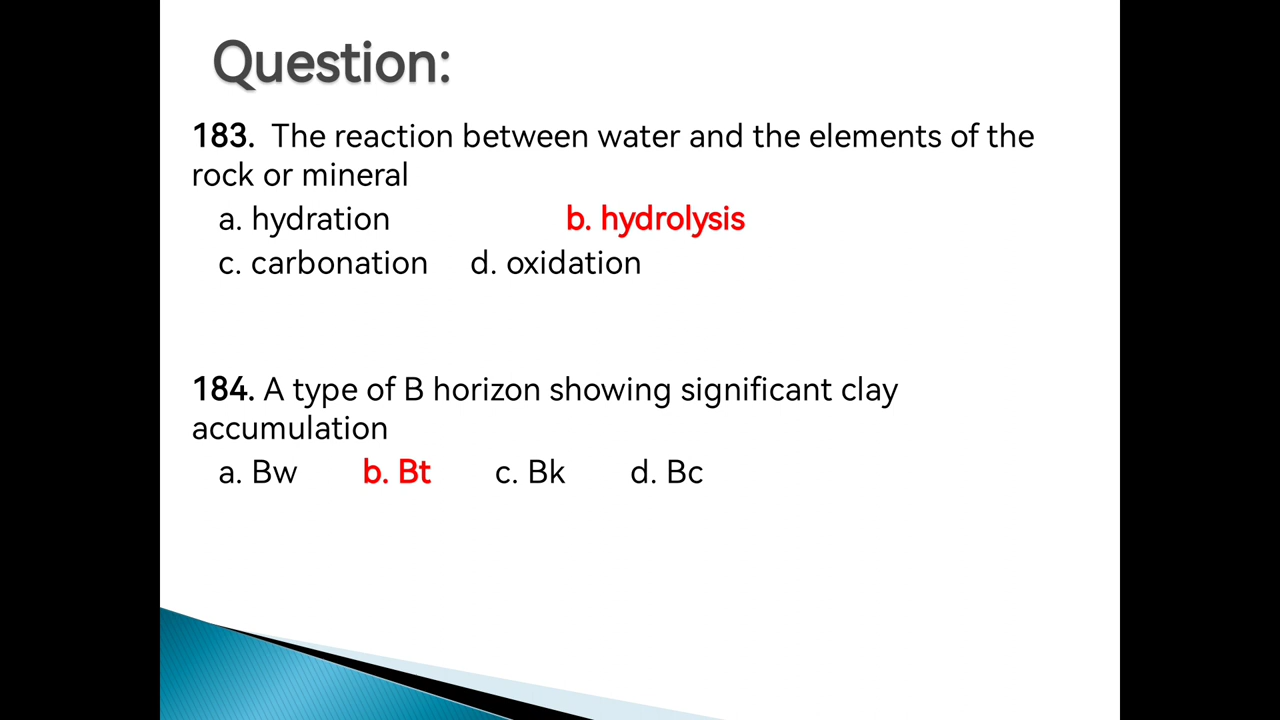 Question:
183. The reaction between water and the elements of the
rock or mineral
a. hydration b. hydrolysis
c. carbonation d. oxidation
184. A type of B horizon showing significant clay
accumulation
a. Bw b. Bt c. Bk d. Bc